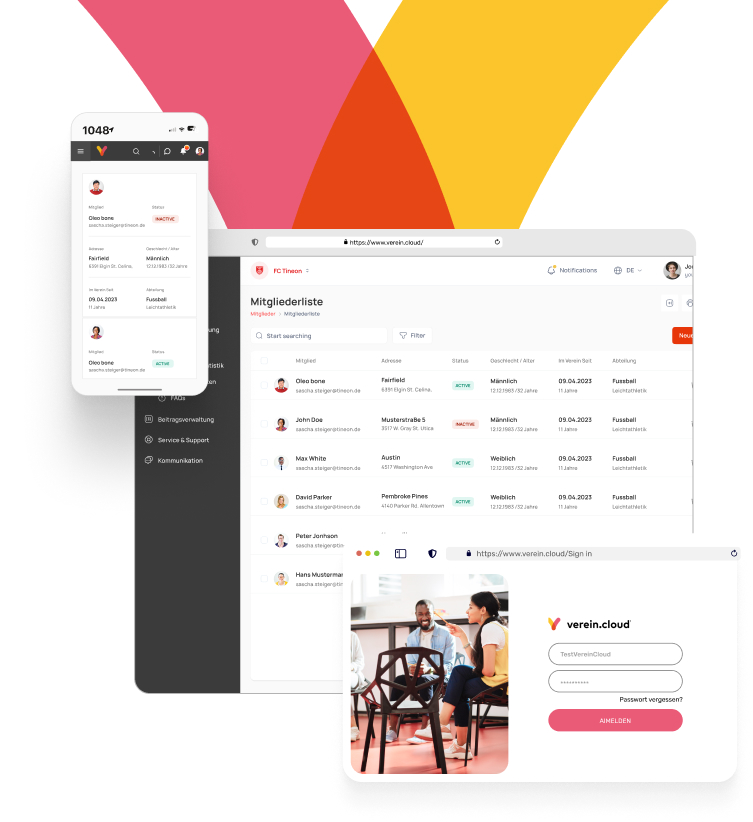 1048
Mitglied
Status
Oleo bone
INACTIVE
sascha.steiger@tineon.de
Adresse
Geschlecht / Alter
Fairfield
Männlich
6391 Elgin St. Celina,
12.12.1983 /32 Jahre
Im Verein Seit
Abteilung
09.04.2023
Fussball
11 Jahre
Leichtathletik
Mitglied
Status
Oleo bone
ACTIVE
sascha.steiger@tineon.de
https://www.verein.cloud/
FC Tineon
Notifications
DE
Mitgliederliste
Mitglieder > Mitgliederliste
Start searching
Filter
FAQs
Beitragsverwaltung
Service & Support
Kommunikation
Mitglied Adresee Status Geschlecht / Alter Im Verein Seit Abteilung
Oleo bone Fairfield ACTIVE Männlich 09.04.2023 Fussball
sascha.steiger@tineon.de 6391 Elgin St. Celina, 12.12.1983 /32 Jahre 11 Jahre Leichtathletik
John Doe Musterstraße 5 INACTIVE Männlich 09.04.2023 Fussball
sascha.steiger@tineon.de 3517 W. Gray St. Utica 12.12.1983 /32 Jahre 11 Jahre Leichtathletik
Max White Austin ACTIVE Weiblich 09.04.2023 Fussball
sascha.steiger@tineon.de 4517 Washington Ave 12.12.1983 /32 Jahre 11 Jahre Leichtathletik
David Parker Pembroke Pines ACTIVE Weiblich 09.04.2023 Fussball
sascha.steiger@tineon.de 4140 Parker Rd. Allentown 12.12.1983 /32 Jahre 11 Jahre Leichtathletik
Peter Jonhson
sascha.steiger@tineon
Hans Musterma
sascha.steiger@tineon
https://www.verein.cloud/Sign in
verein.cloud
TestVereinCloud
Passwort vergessen?
AIMELDEN